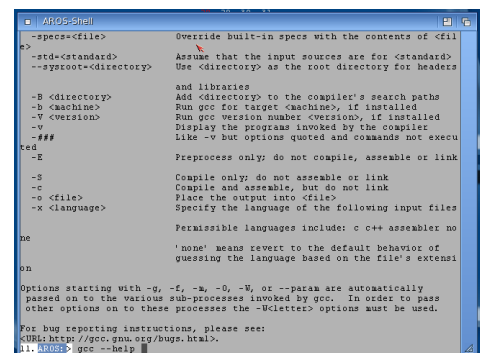 AROS-Shell
-specs=<file> Override built-in specs with the contents of <fil
e>
-std=<standard> Assume that the input sources are for <standard>
--sysroot=<directory> Use <directory> as the root directory for headers
and libraries
-B <directory> Add <directory> to the compiler's search paths
-b <machine> Run gcc for target <machine>, if installed
-V <version> Run gcc version number <version>, if installed
-v Display the programs invoked by the compiler
-### Like -v but options quoted and commands not execu
ted
-E Preprocess only; do not compile, assemble or link
-S Compile only; do not assemble or link
-c Compile and assemble, but do not link
-o <file> Place the output into <file>
-x <language> Specify the language of the following input files
Permissible languages include: c c++ assembler no
ne
'none' means revert to the default behavior of
guessing the language based on the file's extensi
on
Options starting with -g, -f, -m, -O, -W, or --param are automatically
passed on to the various sub-processes invoked by gcc. In order to pass
other options on to these processes the -W<letter> options must be used.
For bug reporting instructions, please see:
<URL:http://gcc.gnu.org/bugs.html>.
11.AROS:> gcc --help